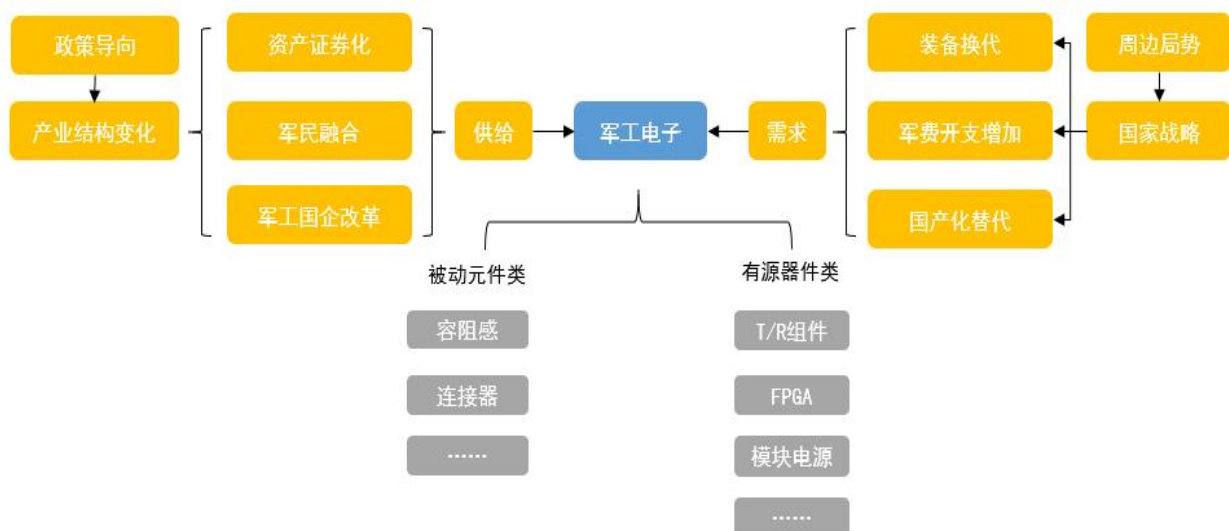 政策导向
产业结构变化
资产证券化
军民融合
军工国企改革
供给
军工电子
需求
装备换代
军费开支增加
国产化替代
周边局势
国家战略
被动元件类
容阻感
连接器
……
有源器件类
T/R组件
FPGA
模块电源
……